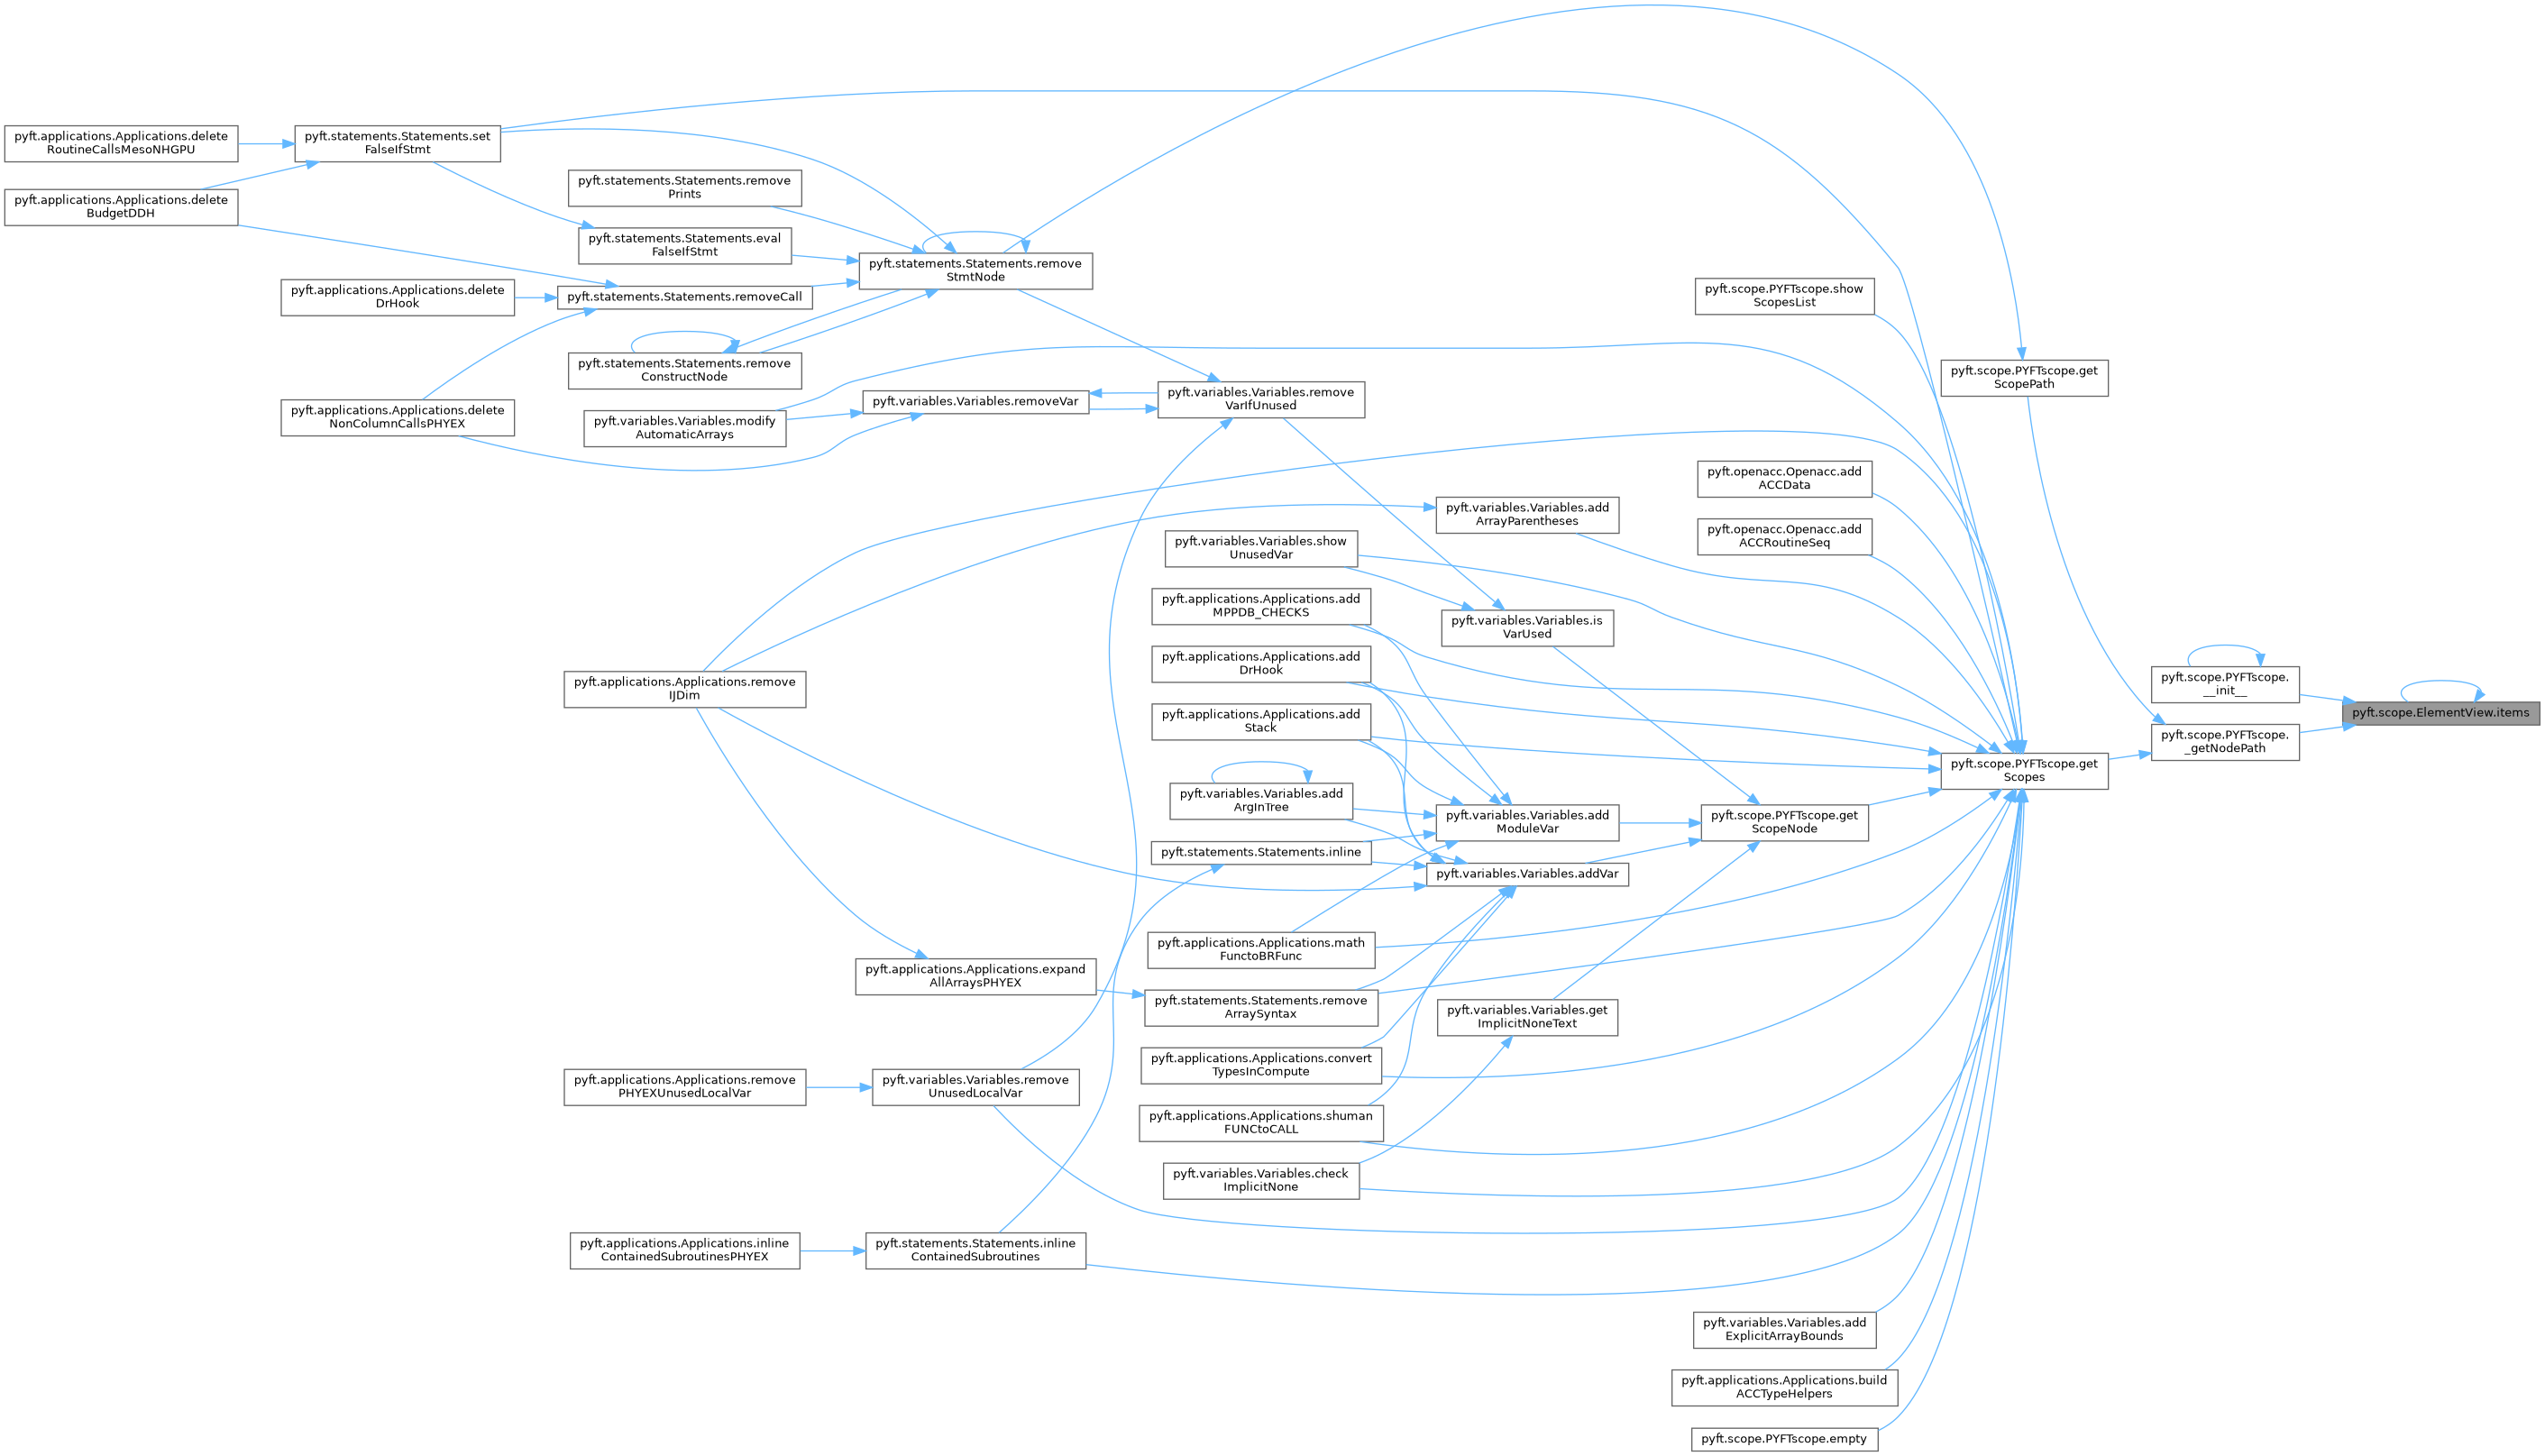 pyft.applications.Applications.delete
RoutineCallsMesoNHGPU
pyft.applications.Applications.delete
BudgetDDH
pyft.statements.Statements.set
FalseIfStmt
pyft.applications.Applications.delete
DrHook
pyft.applications.Applications.delete
NonColumnCallsPHYEX
pyft.statements.Statements.remove
Prints
pyft.statements.Statements.eval
FalseIfStmt
pyft.statements.Statements.removeCall
pyft.statements.Statements.remove
ConstructNode
pyft.variables.Variables.modify
AutomaticArrays
pyft.applications.Applications.remove
IJDim
pyft.applications.Applications.remove
PHYEXUnusedLocalVar
pyft.applications.Applications.inline
ContainedSubroutinesPHYEX
pyft.statements.Statements.remove
StmtNode
pyft.variables.Variables.removeVar
pyft.applications.Applications.expand
AllArraysPHYEX
pyft.variables.Variables.remove
UnusedLocalVar
pyft.statements.Statements.inline
ContainedSubroutines
pyft.variables.Variables.remove
VarIfUnused
pyft.variables.Variables.show
UnusedVar
pyft.applications.Applications.add
MPPDB_CHECKS
pyft.applications.Applications.add
DrHook
pyft.applications.Applications.add
Stack
pyft.variables.Variables.add
ArgInTree
pyft.statements.Statements.inline
pyft.applications.Applications.math
FunctoBRFunc
pyft.statements.Statements.remove
ArraySyntax
pyft.applications.Applications.convert
TypesInCompute
pyft.applications.Applications.shuman
FUNCtoCALL
pyft.variables.Variables.check
ImplicitNone
pyft.variables.Variables.add
ArrayParentheses
pyft.variables.Variables.is
VarUsed
pyft.variables.Variables.add
ModuleVar
pyft.variables.Variables.addVar
pyft.variables.Variables.get
ImplicitNoneText
pyft.scope.PYFTscope.show
ScopesList
pyft.openacc.Openacc.add
ACCData
pyft.openacc.Openacc.add
ACCRoutineSeq
pyft.scope.PYFTscope.get
ScopeNode
pyft.variables.Variables.add
ExplicitArrayBounds
pyft.applications.Applications.build
ACCTypeHelpers
pyft.scope.PYFTscope.empty
pyft.scope.PYFTscope.get
ScopePath
pyft.scope.PYFTscope.get
Scopes
pyft.scope.PYFTscope.
__init__
pyft.scope.PYFTscope.
_getNodePath
pyft.scope.ElementView.items